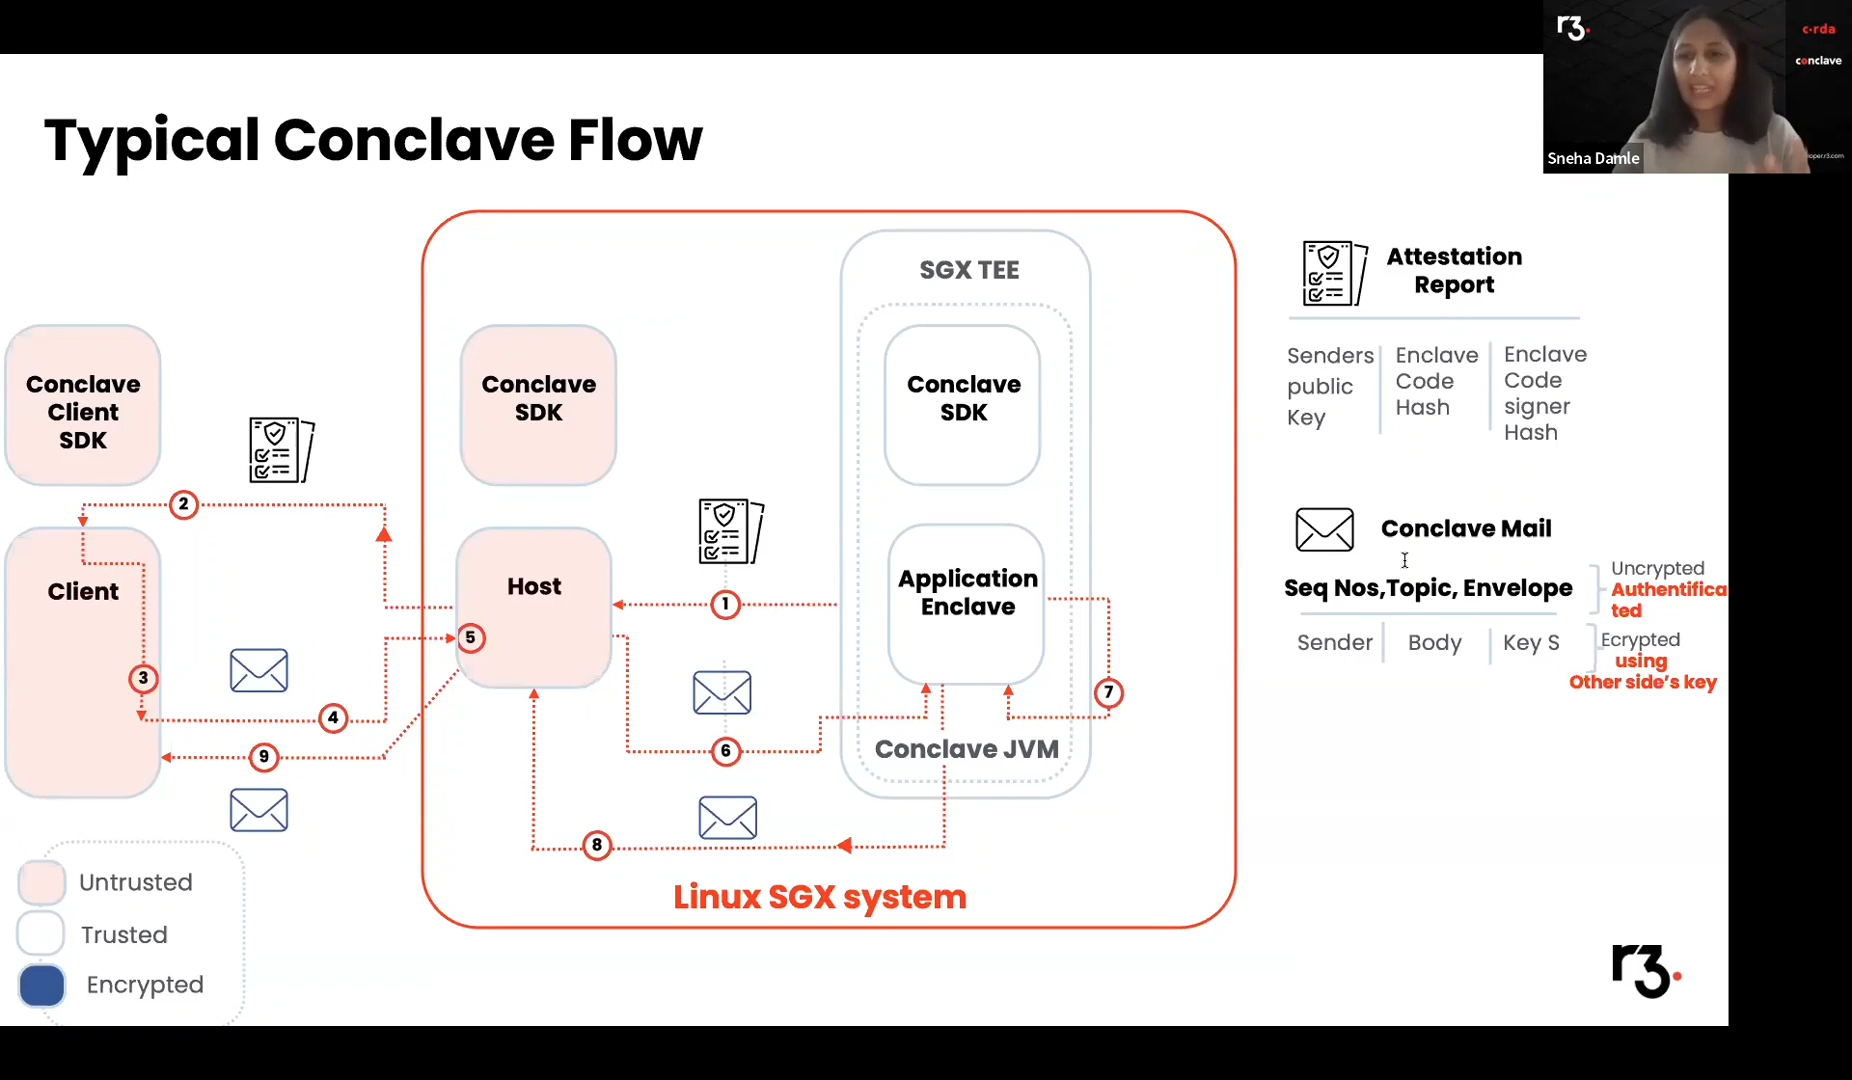 r3.
c·rda
conclave
Sneha Damle
Typical Conclave Flow
SGX TEE
Conclave
Client
SDK
Conclave
SDK
Conclave
SDK
Attestation
Report
Senders
public
Key
Enclave
Code
Hash
Enclave
Code
signer
Hash
2
Client
Host
1
Application
Enclave
5
3
4
9
6
7
8
Conclave JVM
Linux SGX system
Conclave Mail
Seq Nos,Topic, Envelope
Uncrypted
Authentifica
ted
Sender
Body
Key S
Ecrypted
using
Other side's key
Untrusted
Trusted
Encrypted
r3.